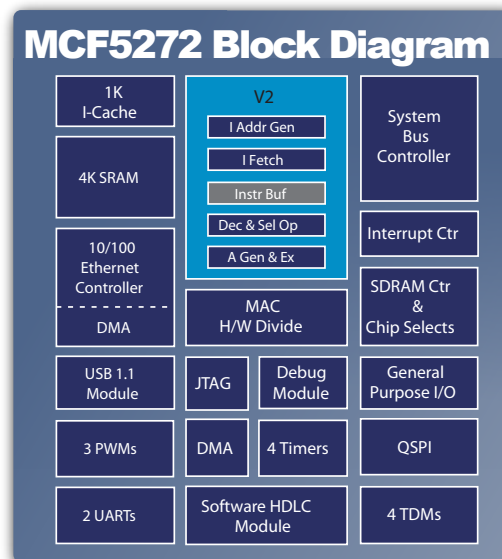 MCF5272 Block Diagram
1K
I-Cache
4K SRAM
10/100
Ethernet
Controller
DMA
USB 1.1
Module
3 PWMs
2 UARTs
V2
I Addr Gen
I Fetch
Instr Buf
Dec & Sel Op
A Gen & Ex
MAC
H/W Divide
JTAG
Debug
Module
DMA
4 Timers
Software HDLC
Module
System
Bus
Controller
Interrupt Ctr
SDRAM Ctr
&
Chip Selects
General
Purpose I/O
QSPI
4 TDMs